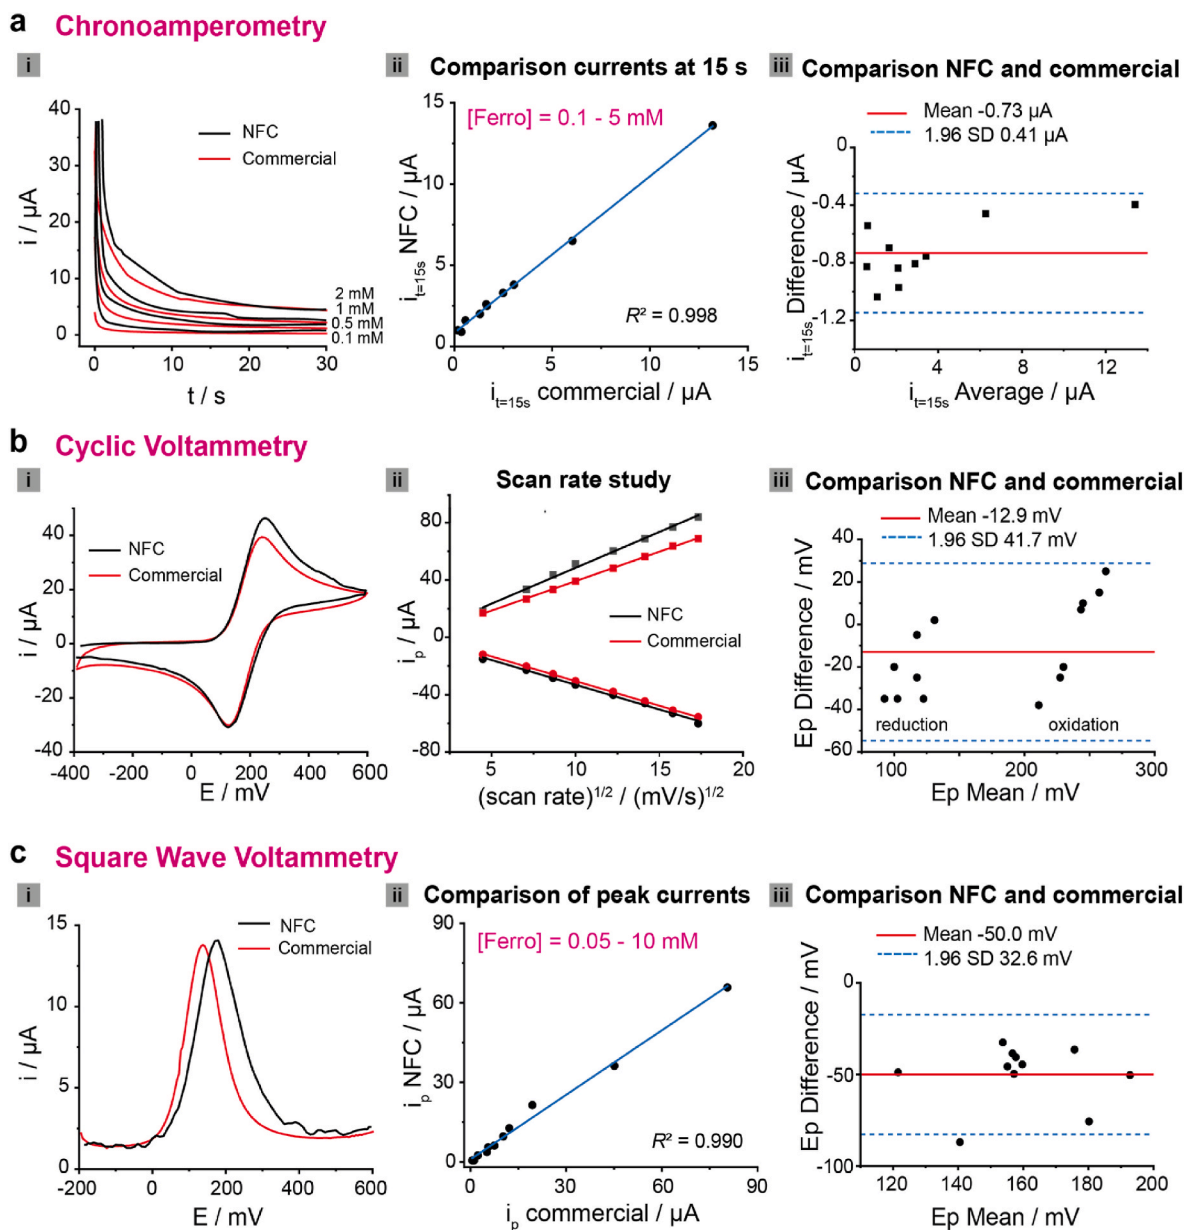 a Chronoamperometry
i
40
30
20
10
0
i / µA
NFC
Commercial
2 mM
1 mM
0.5 mM
0.1 mM
0 10 20 30
t / s
ii Comparison currents at 15 s
[Ferro] = 0.1 - 5 mM
15
10
5
0
i t=15s NFC / µA
R² = 0.998
0 5 10 15
i t=15s commercial / µA
iii Comparison NFC and commercial
Mean -0.73 µA
1.96 SD 0.41 µA
0
-0.4
-0.8
-1.2
i t=15s Difference / µA
0 4 8 12
i t=15s Average / µA
b Cyclic Voltammetry
i
40
20
0
-20
-40
i / µA
NFC
Commercial
-400 -200 0 200 400 600
E / mV
ii Scan rate study
80
40
0
-40
-80
i p / µA
NFC
Commercial
5 10 15 20
(scan rate)1/2 / (mV/s)1/2
iii Comparison NFC and commercial
Mean -12.9 mV
1.96 SD 41.7 mV
40
20
0
-20
-40
-60
Ep Difference / mV
reduction oxidation
100 200 300
Ep Mean / mV
c Square Wave Voltammetry
i
15
10
5
0
i / µA
NFC
Commercial
-200 0 200 400 600
E / mV
ii Comparison of peak currents
[Ferro] = 0.05 - 10 mM
90
60
30
0
i p NFC / µA
R² = 0.990
0 30 60 90
i p commercial / µA
iii Comparison NFC and commercial
Mean -50.0 mV
1.96 SD 32.6 mV
0
-50
-100
Ep Difference / mV
120 140 160 180 200
Ep Mean / mV